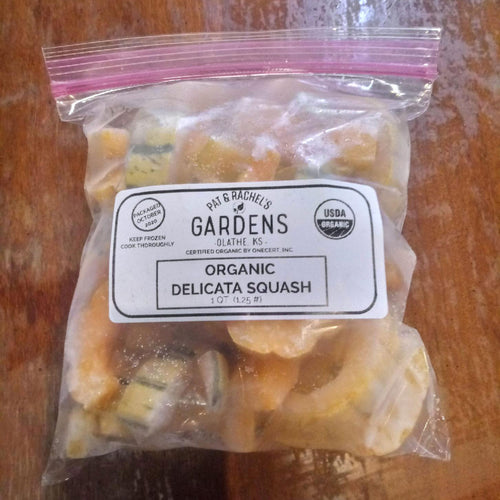 PAT & RACHEL'S
GARDENS
-OLATHE, KS-
CERTIFIED ORGANIC BY ONECERT, INC.
PACKAGED
OCTOBER
2020
KEEP FROZEN
COOK THOROUGHLY
USDA
ORGANIC
ORGANIC
DELICATA SQUASH
1 QT (1.25 #)